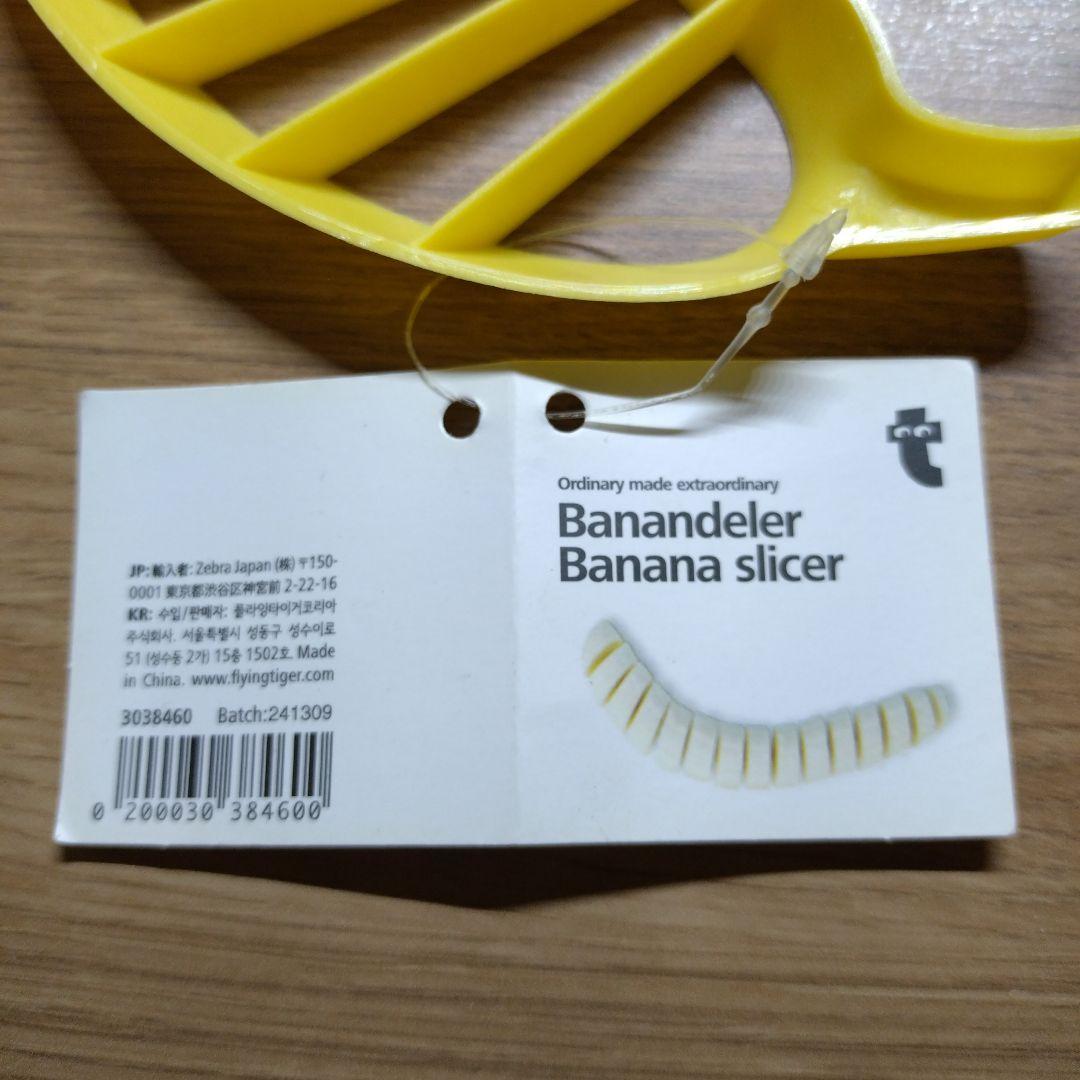 JP: 輸入者: Zebra Japan (株) 〒150-
0001 東京都渋谷区神宮前 2-22-16
KR: 수입/판매자: 플라잉타이거코리아
주식회사. 서울특별시 성동구 성수이로
51 (성수동 2가) 15층 1502호. Made
in China. www.flyingtiger.com
3038460 Batch:241309
0 200030 384600
Ordinary made extraordinary
Banandeler
Banana slicer